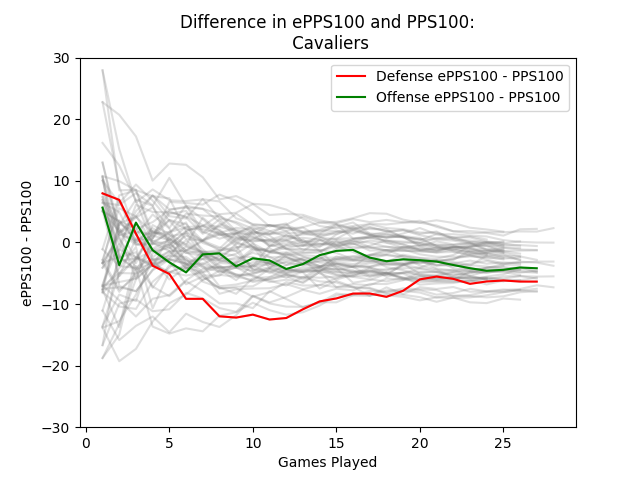 Difference in ePPS100 and PPS100:
Cavaliers
Defense ePPS100 - PPS100
Offense ePPS100 - PPS100
30
20
10
0
−10
−20
−30
ePPS100 - PPS100
0 5 10 15 20 25
Games Played